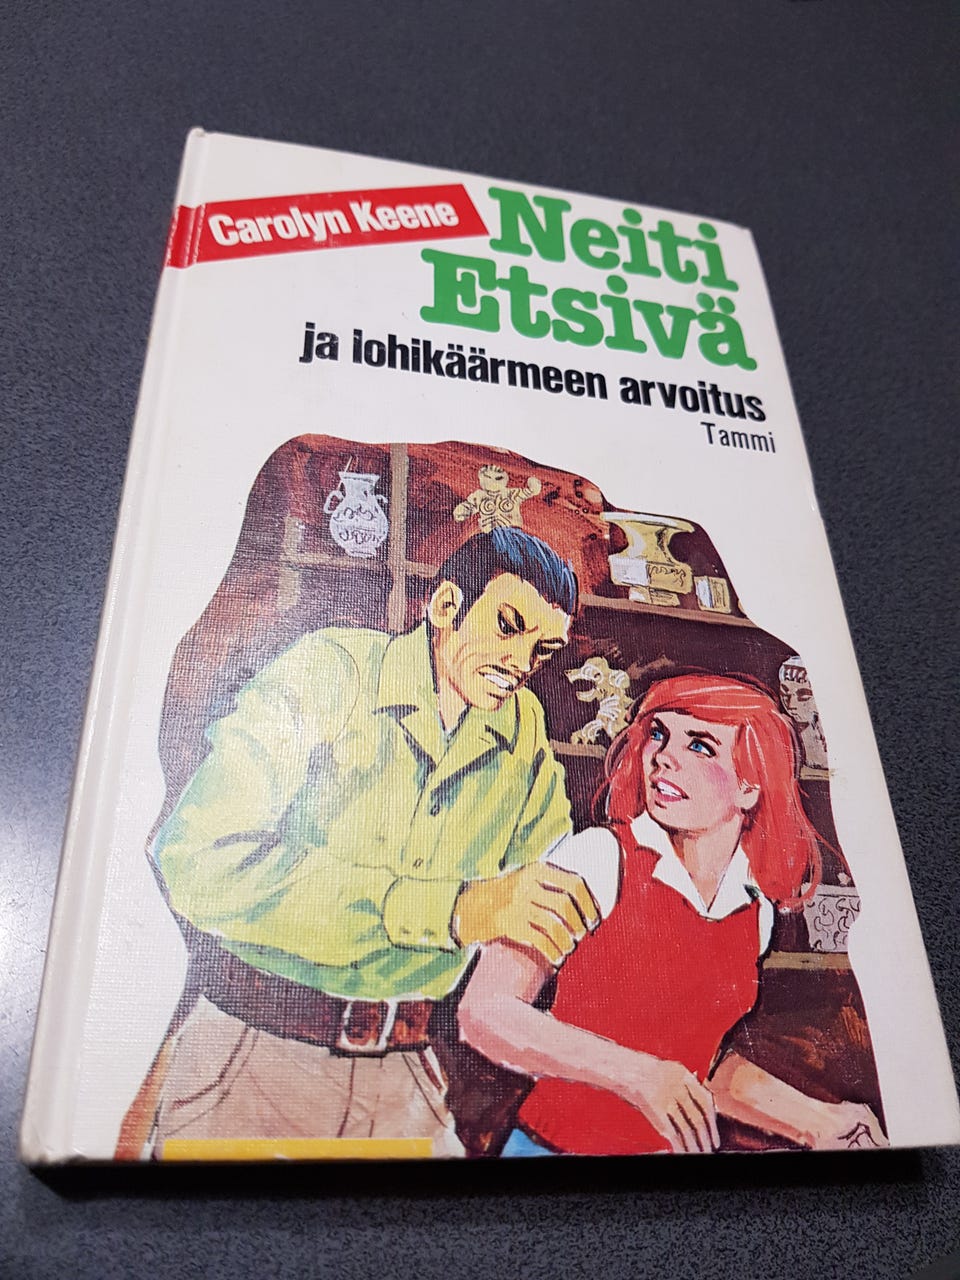 Carolyn Keene
Neiti
Etsivä
ja lohikäärmeen arvoitus
Tammi